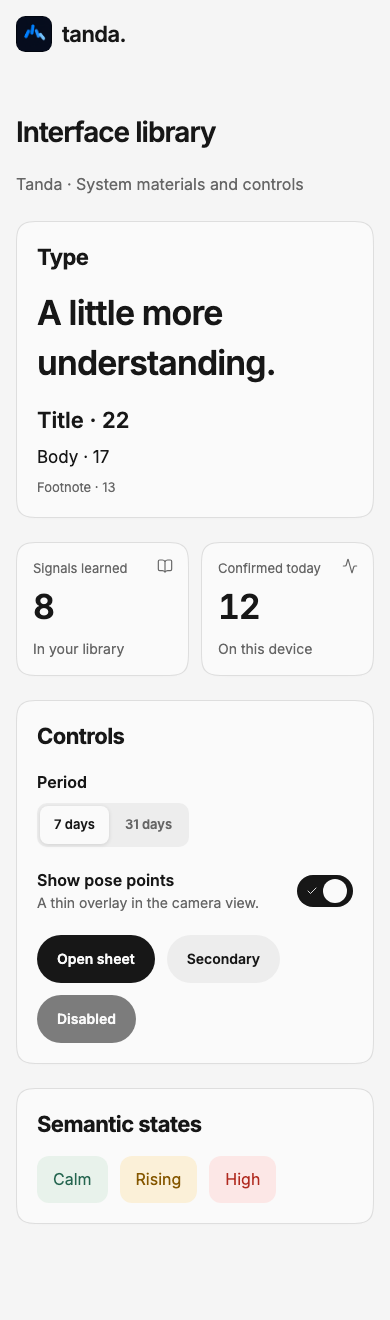 tanda.
Interface library
Tanda · System materials and controls
Type
A little more
understanding.
Title · 22
Body · 17
Footnote · 13
Signals learned
8
In your library
Confirmed today
12
On this device
Controls
Period
7 days
31 days
Show pose points
A thin overlay in the camera view.
Open sheet
Secondary
Disabled
Semantic states
Calm
Rising
High